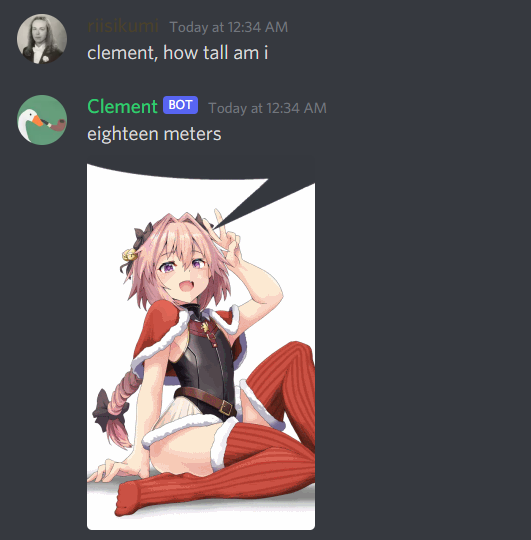 riisikumi Today at 12:34 AM
clement, how tall am i
Clement BOT Today at 12:34 AM
eighteen meters